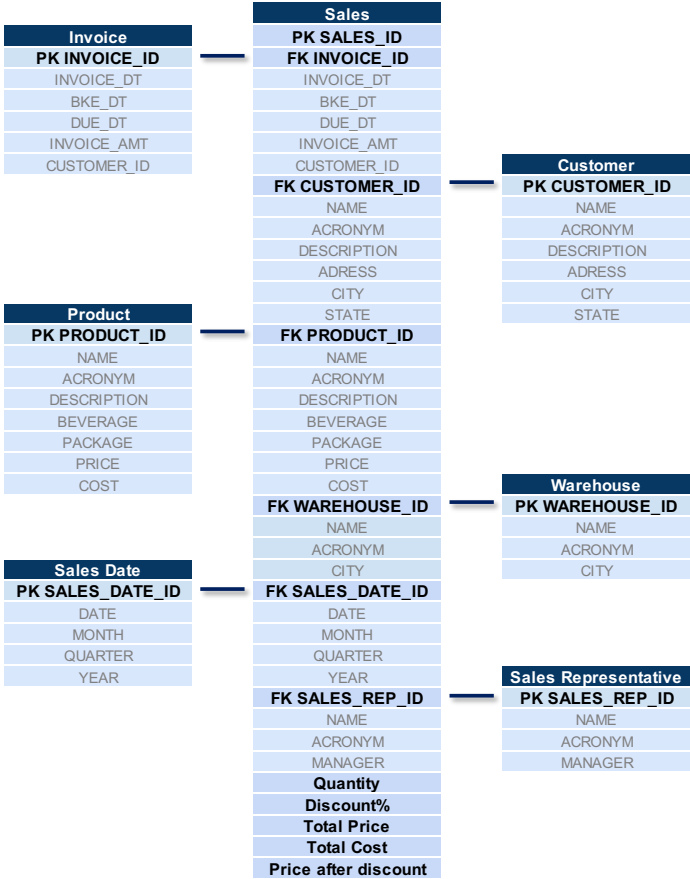 Invoice
PK INVOICE_ID
INVOICE_DT
BKE_DT
DUE_DT
INVOICE_AMT
CUSTOMER_ID
Product
PK PRODUCT_ID
NAME
ACRONYM
DESCRIPTION
BEVERAGE
PACKAGE
PRICE
COST
Sales Date
PK SALES_DATE_ID
DATE
MONTH
QUARTER
YEAR
Sales
PK SALES_ID
FK INVOICE_ID
INVOICE_DT
BKE_DT
DUE_DT
INVOICE_AMT
CUSTOMER_ID
FK CUSTOMER_ID
NAME
ACRONYM
DESCRIPTION
ADRESS
CITY
STATE
FK PRODUCT_ID
NAME
ACRONYM
DESCRIPTION
BEVERAGE
PACKAGE
PRICE
COST
FK WAREHOUSE_ID
NAME
ACRONYM
CITY
FK SALES_DATE_ID
DATE
MONTH
QUARTER
YEAR
FK SALES_REP_ID
NAME
ACRONYM
MANAGER
Quantity
Discount%
Total Price
Total Cost
Price after discount
Customer
PK CUSTOMER_ID
NAME
ACRONYM
DESCRIPTION
ADRESS
CITY
STATE
Warehouse
PK WAREHOUSE_ID
NAME
ACRONYM
CITY
Sales Representative
PK SALES_REP_ID
NAME
ACRONYM
MANAGER